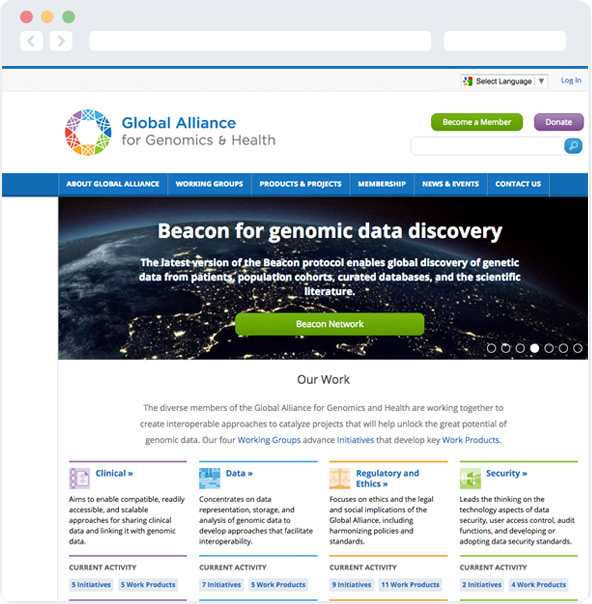 Select Language ▼
Log In
Global Alliance
for Genomics & Health
Become a Member
Donate
ABOUT GLOBAL ALLIANCE
WORKING GROUPS
PRODUCTS & PROJECTS
MEMBERSHIP
NEWS & EVENTS
CONTACT US
Beacon for genomic data discovery
The latest version of the Beacon protocol enables global discovery of genetic
data from patients, population cohorts, curated databases, and the scientific
literature.
Beacon Network
Our Work
The diverse members of the Global Alliance for Genomics and Health are working together to
create interoperable approaches to catalyze projects that will help unlock the great potential of
genomic data. Our four Working Groups advance Initiatives that develop key Work Products.
Clinical »
Aims to enable compatible, readily
accessible, and scalable
approaches for sharing clinical
data and linking it with genomic
data.
CURRENT ACTIVITY
5 Initiatives
5 Work Products
Data »
Concentrates on data
representation, storage, and
analysis of genomic data to
develop approaches that facilitate
interoperability.
CURRENT ACTIVITY
7 Initiatives
5 Work Products
Regulatory and
Ethics »
Focuses on ethics and the legal
and social implications of the
Global Alliance, including
harmonizing policies and
standards.
CURRENT ACTIVITY
9 Initiatives
11 Work Products
Security »
Leads the thinking on the
technology aspects of data
security, user access control, audit
functions, and developing or
adopting data security standards.
CURRENT ACTIVITY
2 Initiatives
4 Work Products